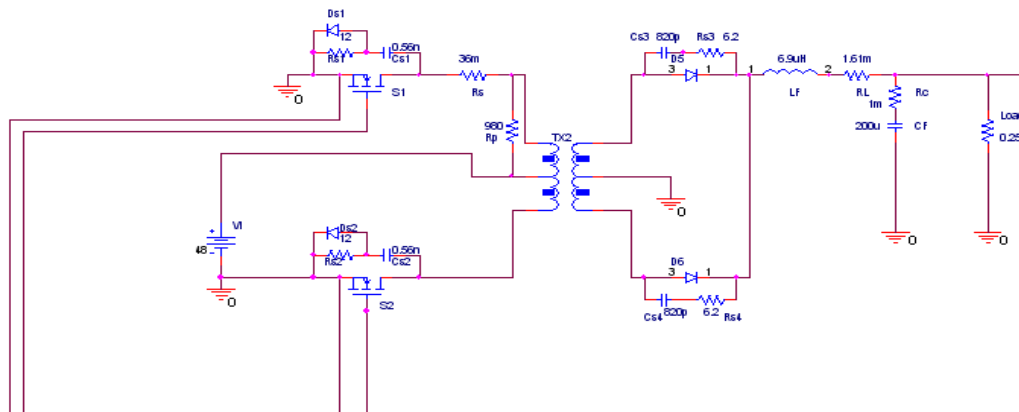 Ds1
12
0.56n
Rs1
Cs1
S1
0
36m
Rs
980
Rp
TX2
Cs3
820p
Rs3
6.2
D5
3
1
1
6.9uH
2
Lf
1.61m
RL
Rc
1m
200u
Cf
Load
0.25
0
0
0
VI
48
0
Ds2
12
0.56n
Rs2
Cs2
S2
D6
3
1
Cs4
820p
6.2
Rs4